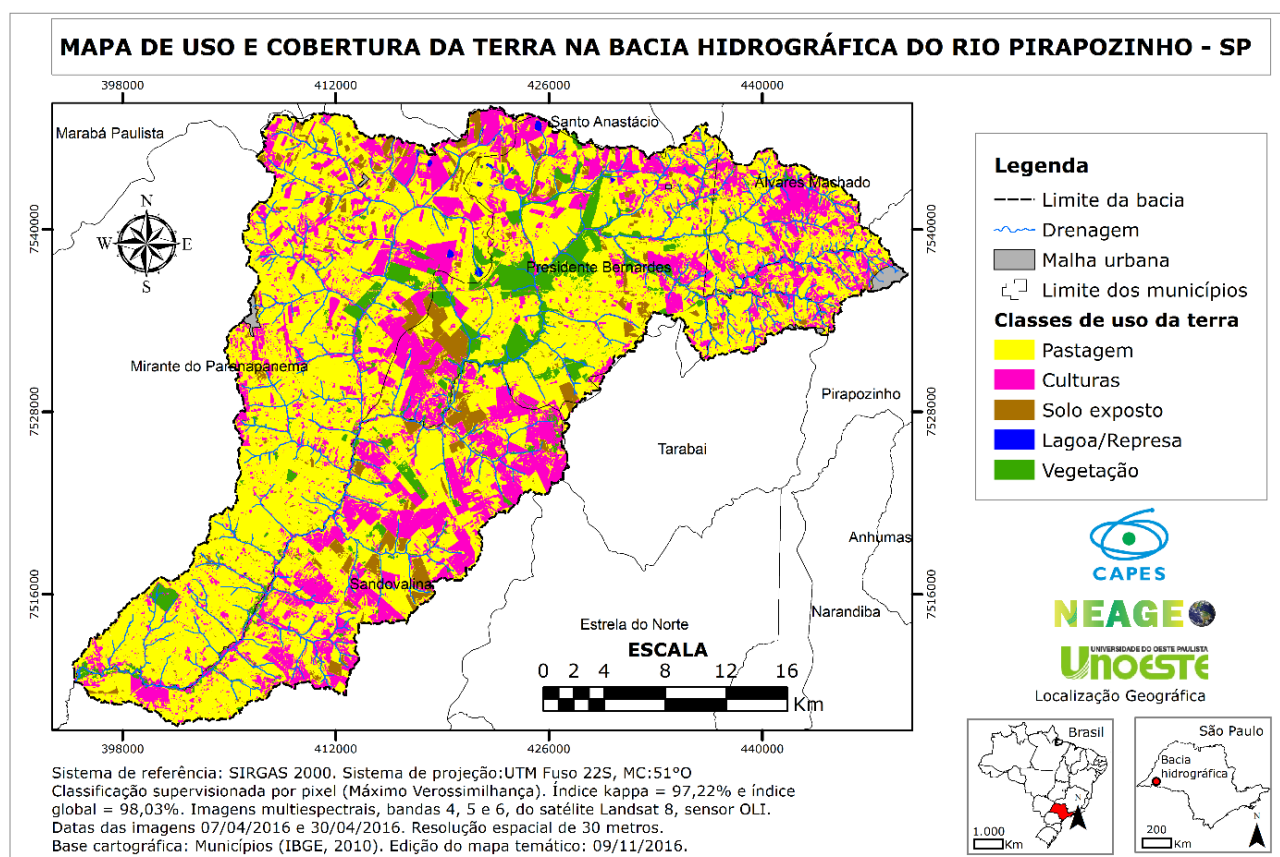 MAPA DE USO E COBERTURA DA TERRA NA BACIA HIDROGRÁFICA DO RIO PIRAPOZINHO - SP
398000
412000
426000
440000
Marabá Paulista
Santo Anastácio
Álvares Machado
N
W
E
S
7540000
7540000
Presidente Bernardes
Mirante do Paranapanema
Pirapozinho
7528000
7528000
Tarabai
Anhumas
7516000
7516000
Sandovalina
Narandiba
Estrela do Norte
ESCALA
0 2 4 8 12 16
Km
398000
412000
426000
440000
Legenda
Limite da bacia
Drenagem
Malha urbana
Limite dos municípios
Classes de uso da terra
Pastagem
Culturas
Solo exposto
Lagoa/Represa
Vegetação
CAPES
NEAGEO
UNIVERSIDADE DO OESTE PAULISTA
UNOESTE
Localização Geográfica
Brasil
N
1.000
Km
São Paulo
Bacia
hidrográfica
N
200
Km
Sistema de referência: SIRGAS 2000. Sistema de projeção:UTM Fuso 22S, MC:51ºO
Classificação supervisionada por pixel (Máximo Verossimilhança). Índice kappa = 97,22% e índice
global = 98,03%. Imagens multiespectrais, bandas 4, 5 e 6, do satélite Landsat 8, sensor OLI.
Datas das imagens 07/04/2016 e 30/04/2016. Resolução espacial de 30 metros.
Base cartográfica: Municípios (IBGE, 2010). Edição do mapa temático: 09/11/2016.